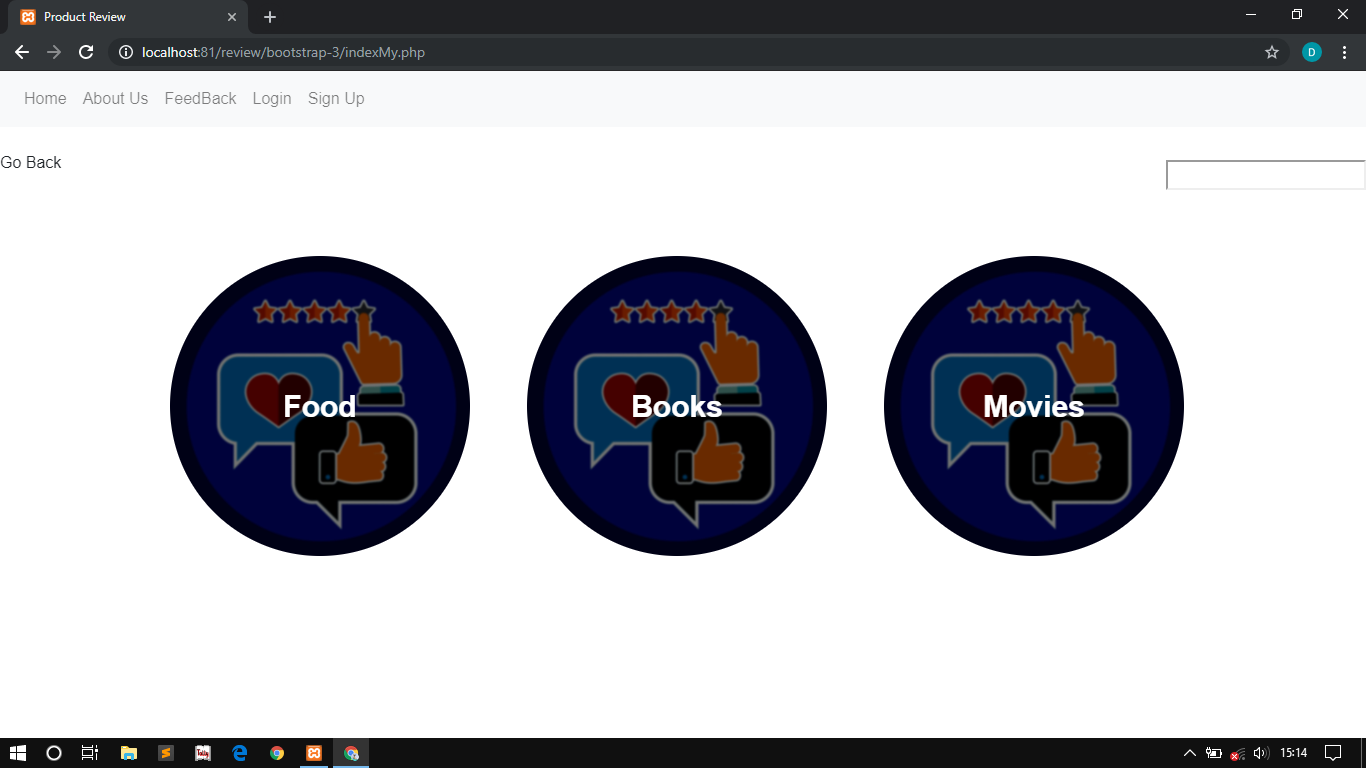 Product Review
localhost:81/review/bootstrap-3/indexMy.php
D
Home About Us FeedBack Login Sign Up
Go Back
Food Books Movies
Tally
15:14